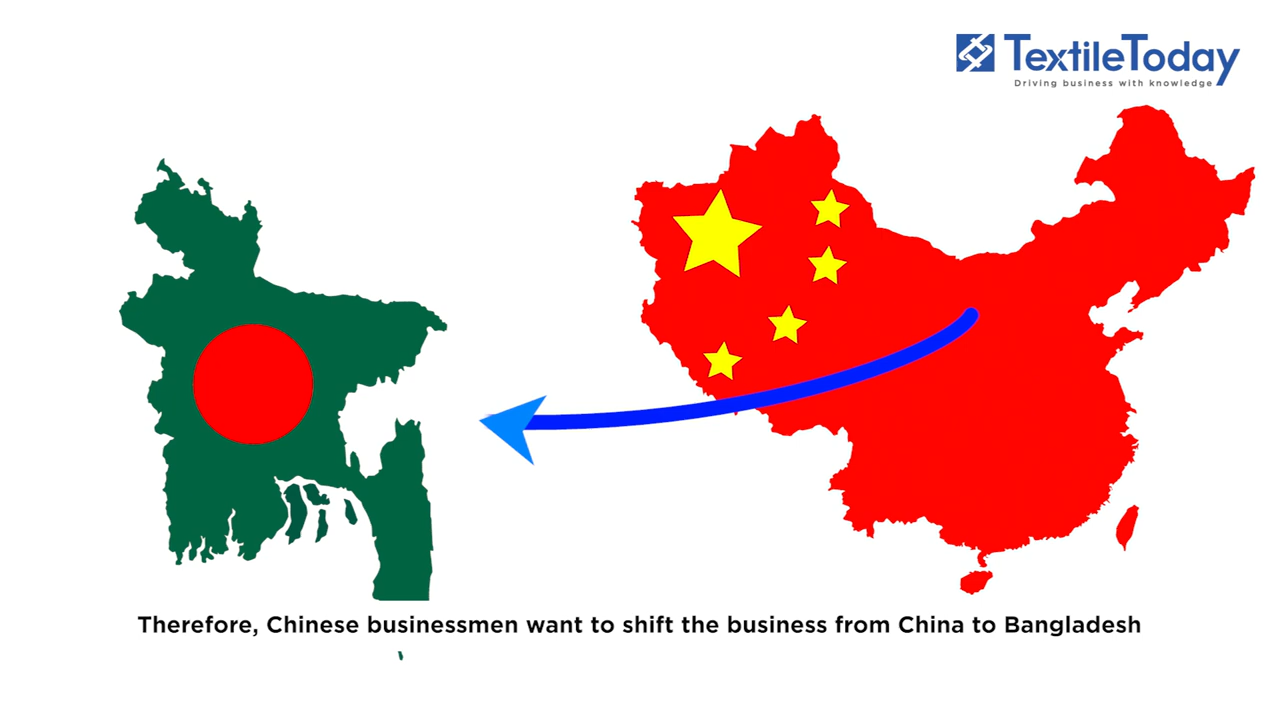 TextileToday
Driving business with knowledge
Therefore, Chinese businessmen want to shift the business from China to Bangladesh